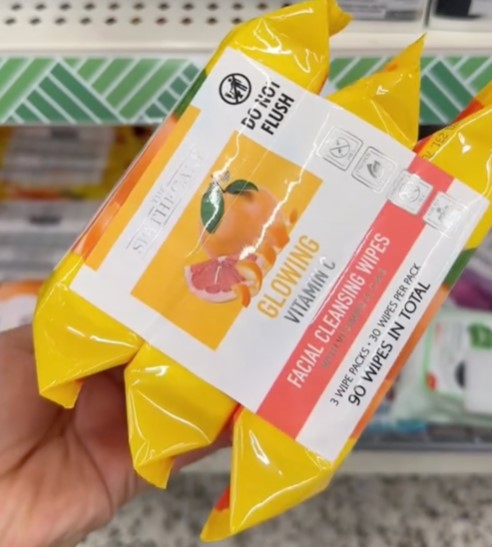 DO NOT
FLUSH
GLOWING
VITAMIN C
FACIAL CLEANSING WIPES
3 WIPE PACKS • 30 WIPES PER PACK
90 WIPES IN TOTAL